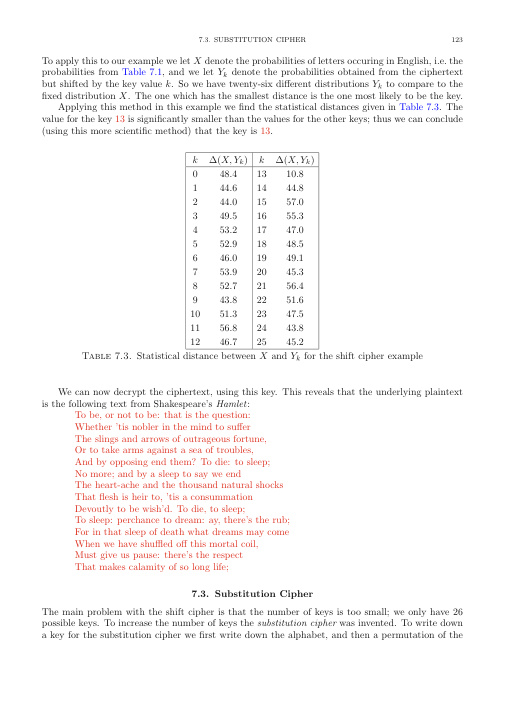 7.3. SUBSTITUTION CIPHER 123
To apply this to our example we let X denote the probabilities of letters occuring in English, i.e. the
probabilities from Table 7.1, and we let Yk denote the probabilities obtained from the ciphertext
but shifted by the key value k. So we have twenty-six different distributions Yk to compare to the
fixed distribution X. The one which has the smallest distance is the one most likely to be the key.
Applying this method in this example we find the statistical distances given in Table 7.3. The
value for the key 13 is significantly smaller than the values for the other keys; thus we can conclude
(using this more scientific method) that the key is 13.
k Δ(X, Yk) k Δ(X, Yk)
0 48.4 13 10.8
1 44.6 14 44.8
2 44.0 15 57.0
3 49.5 16 55.3
4 53.2 17 47.0
5 52.9 18 48.5
6 46.0 19 49.1
7 53.9 20 45.3
8 52.7 21 56.4
9 43.8 22 51.6
10 51.3 23 47.5
11 56.8 24 43.8
12 46.7 25 45.2
TABLE 7.3. Statistical distance between X and Yk for the shift cipher example
We can now decrypt the ciphertext, using this key. This reveals that the underlying plaintext
is the following text from Shakespeare's Hamlet:
To be, or not to be: that is the question:
Whether 'tis nobler in the mind to suffer
The slings and arrows of outrageous fortune,
Or to take arms against a sea of troubles,
And by opposing end them? To die: to sleep;
No more; and by a sleep to say we end
The heart-ache and the thousand natural shocks
That flesh is heir to, 'tis a consummation
Devoutly to be wish'd. To die, to sleep;
To sleep: perchance to dream: ay, there's the rub;
For in that sleep of death what dreams may come
When we have shuffled off this mortal coil,
Must give us pause: there's the respect
That makes calamity of so long life;
7.3. Substitution Cipher
The main problem with the shift cipher is that the number of keys is too small; we only have 26
possible keys. To increase the number of keys the substitution cipher was invented. To write down
a key for the substitution cipher we first write down the alphabet, and then a permutation of the